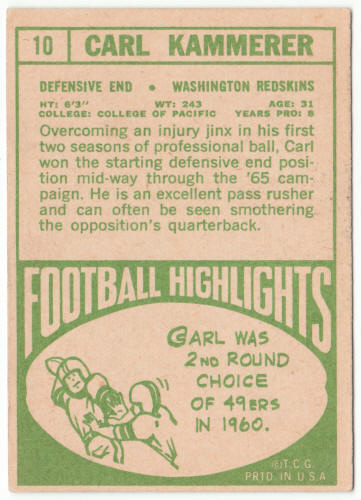 10 CARL KAMMERER
DEFENSIVE END • WASHINGTON REDSKINS
HT: 6'3" WT: 243 AGE: 31
COLLEGE: COLLEGE OF PACIFIC YEARS PRO: 8
Overcoming an injury jinx in his first
two seasons of professional ball, Carl
won the starting defensive end posi-
tion mid-way through the '65 cam-
paign. He is an excellent pass rusher
and can often be seen smothering
the opposition's quarterback.
FOOTBALL HIGHLIGHTS
CARL WAS
2ND ROUND
CHOICE
OF 49ERS
IN 1960.
© T.C.G.
PRTD IN U.S.A